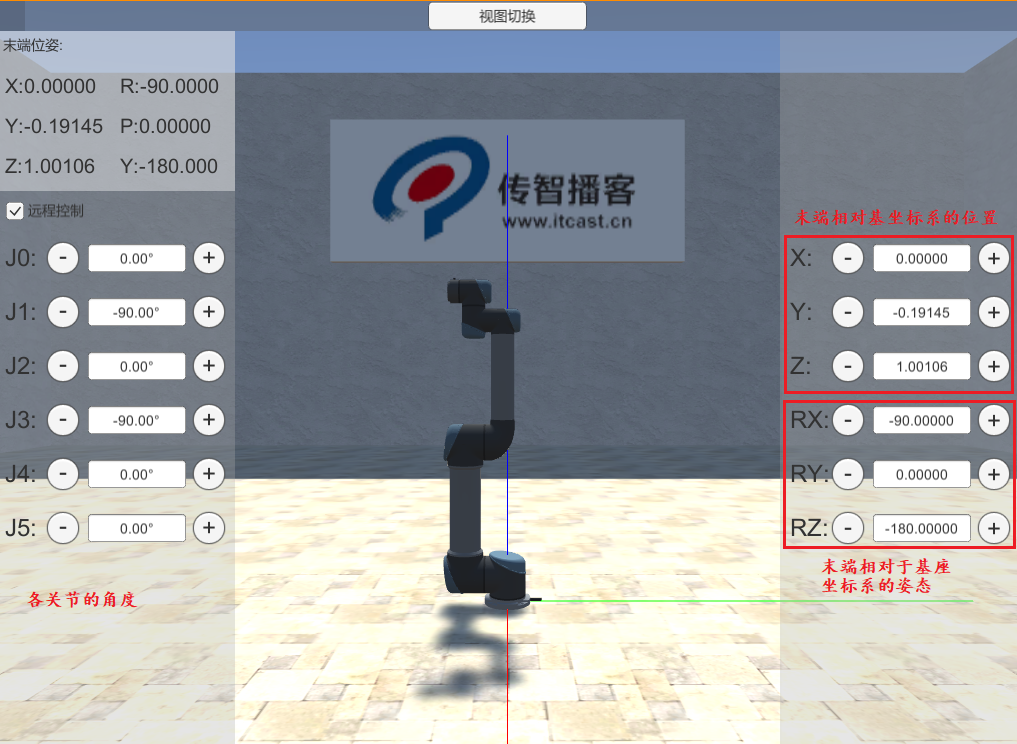 视图切换
末端位姿:
X:0.00000 R:-90.0000
Y:-0.19145 P:0.00000
Z:1.00106 Y:-180.000
远程控制
J0: - 0.00° +
J1: - -90.00° +
J2: - 0.00° +
J3: - -90.00° +
J4: - 0.00° +
J5: - 0.00° +
各关节的角度
传智播客
www.itcast.cn
末端相对基坐标系的位置
X: - 0.00000 +
Y: - -0.19145 +
Z: - 1.00106 +
RX: - -90.00000 +
RY: - 0.00000 +
RZ: - -180.00000 +
末端相对于基座
坐标系的姿态